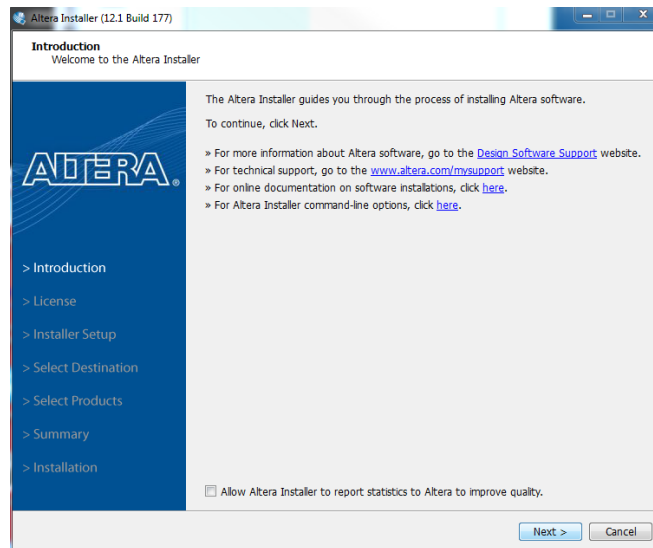 Altera Installer (12.1 Build 177)
Introduction
Welcome to the Altera Installer
The Altera Installer guides you through the process of installing Altera software.
To continue, click Next.
» For more information about Altera software, go to the Design Software Support website.
» For technical support, go to the www.altera.com/mysupport website.
» For online documentation on software installations, click here.
» For Altera Installer command-line options, click here.
ALTERA®
> Introduction
> License
> Installer Setup
> Select Destination
> Select Products
> Summary
> Installation
Allow Altera Installer to report statistics to Altera to improve quality.
Next > Cancel